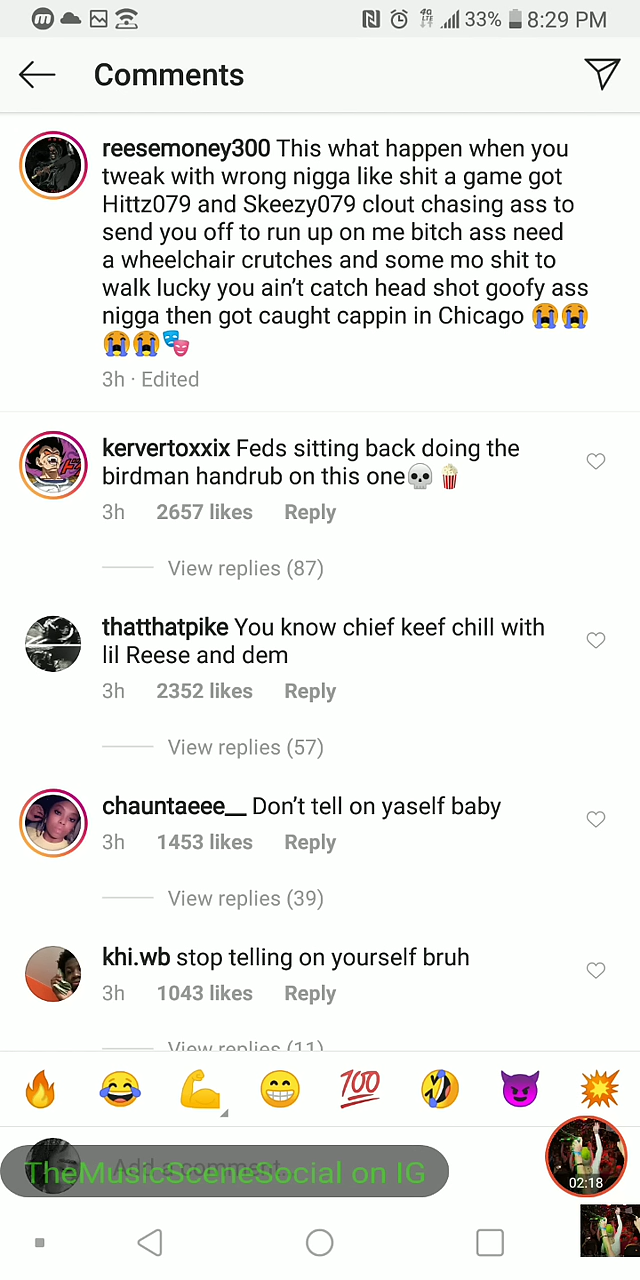 33% 8:29 PM
Comments
reesemoney300 This what happen when you
tweak with wrong nigga like shit a game got
Hittz079 and Skeezy079 clout chasing ass to
send you off to run up on me bitch ass need
a wheelchair crutches and some mo shit to
walk lucky you ain't catch head shot goofy ass
nigga then got caught cappin in Chicago 😭😭
😭😭🎭
3h · Edited
kervertoxxix Feds sitting back doing the
birdman handrub on this one💀🍿
3h 2657 likes Reply
View replies (87)
thatthatpike You know chief keef chill with
lil Reese and dem
3h 2352 likes Reply
View replies (57)
chauntaeee__ Don't tell on yaself baby
3h 1453 likes Reply
View replies (39)
khi.wb stop telling on yourself bruh
3h 1043 likes Reply
View replies (11)
🔥 😂 💪 😁 💯 🤣 😈 💥
Add a comment...
TheMusicSceneSocial on IG
02:18